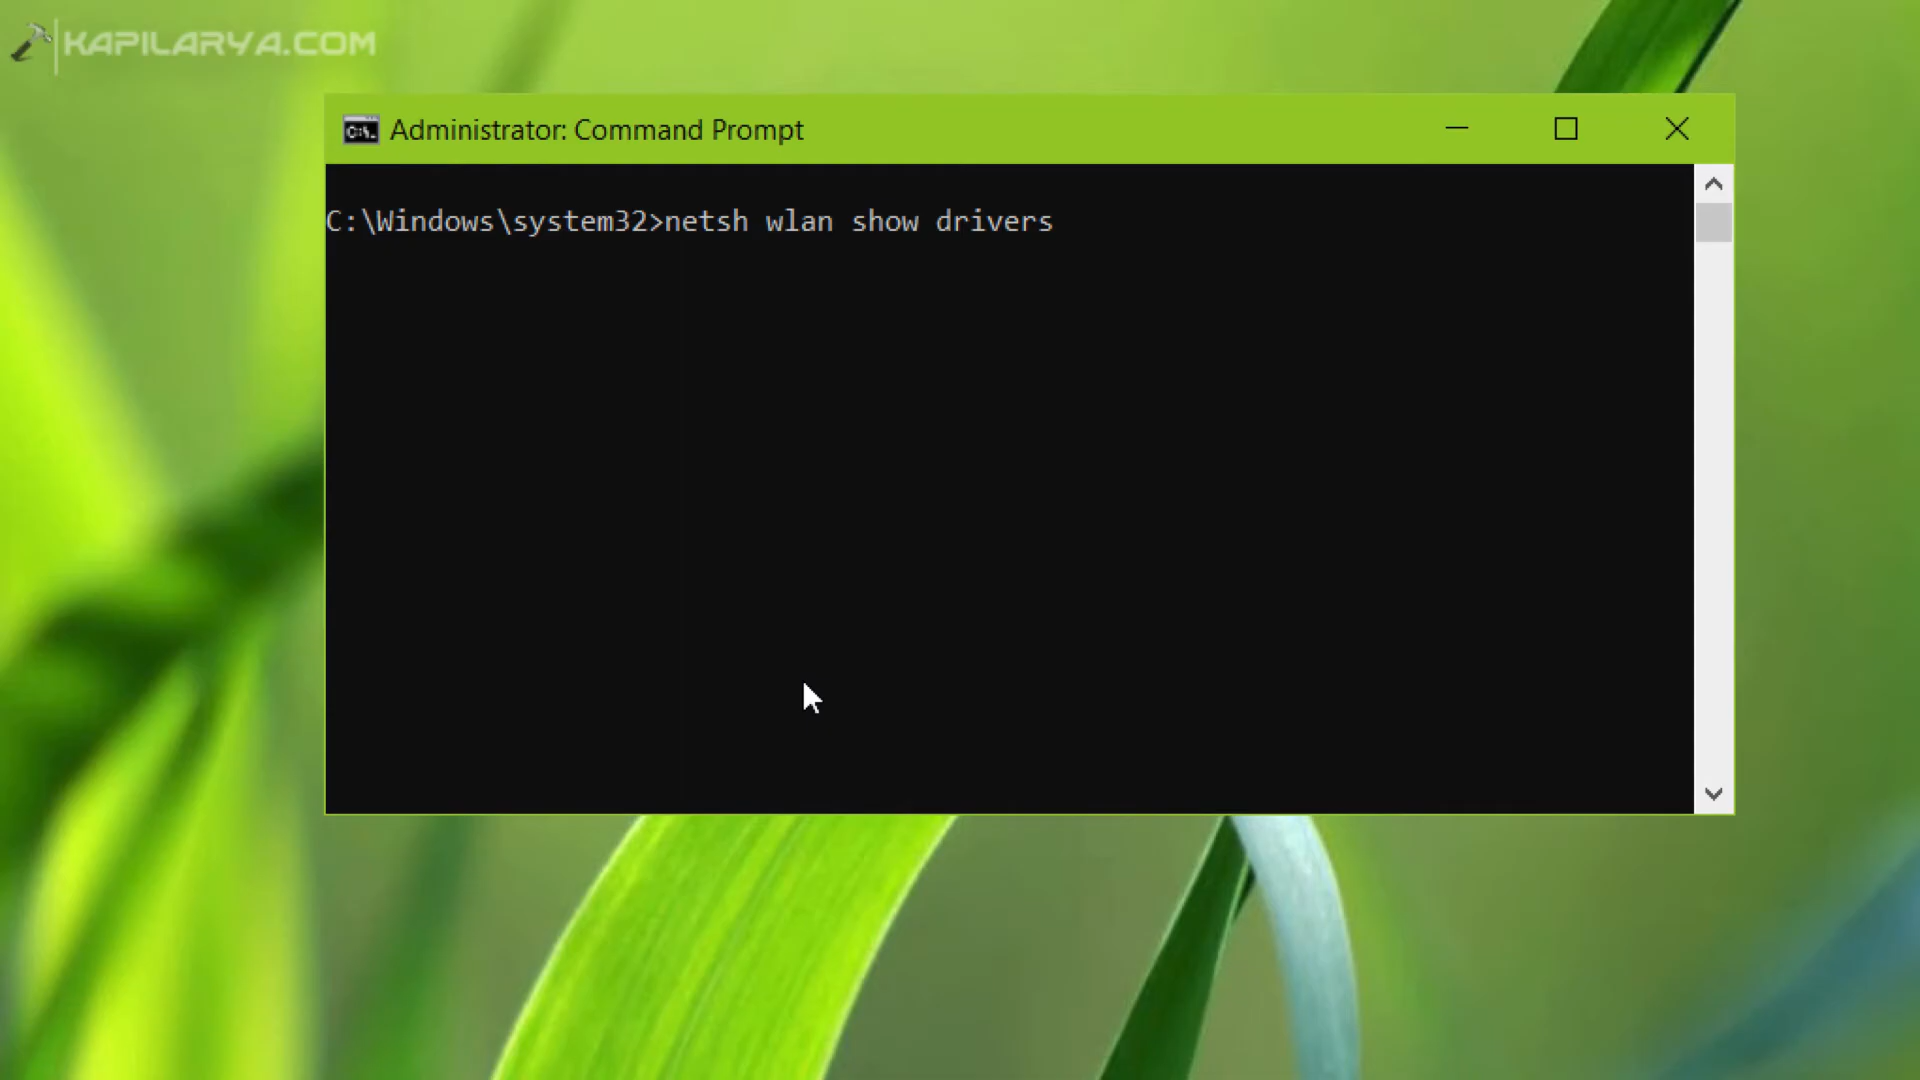 KAPILARYA.COM
C:\. Administrator: Command Prompt
C:\Windows\system32>netsh wlan show drivers